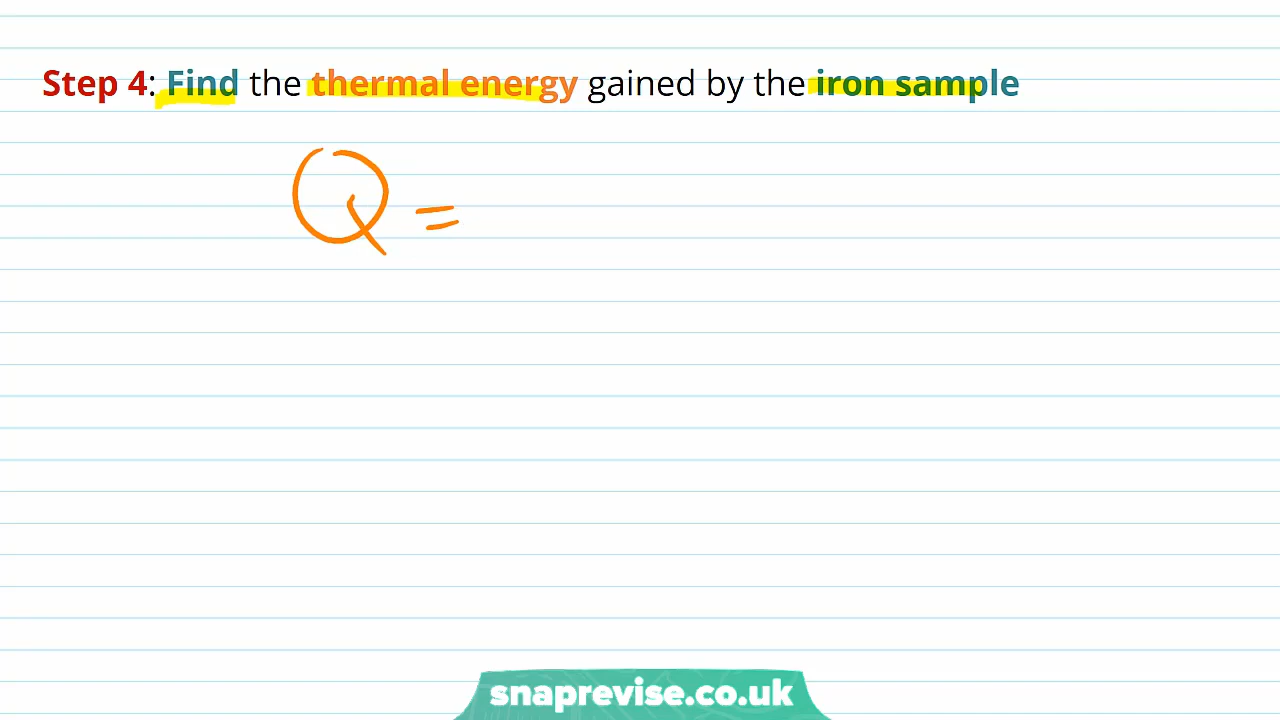 Step 4: Find the thermal energy gained by the iron sample
Q =
snaprevise.co.uk